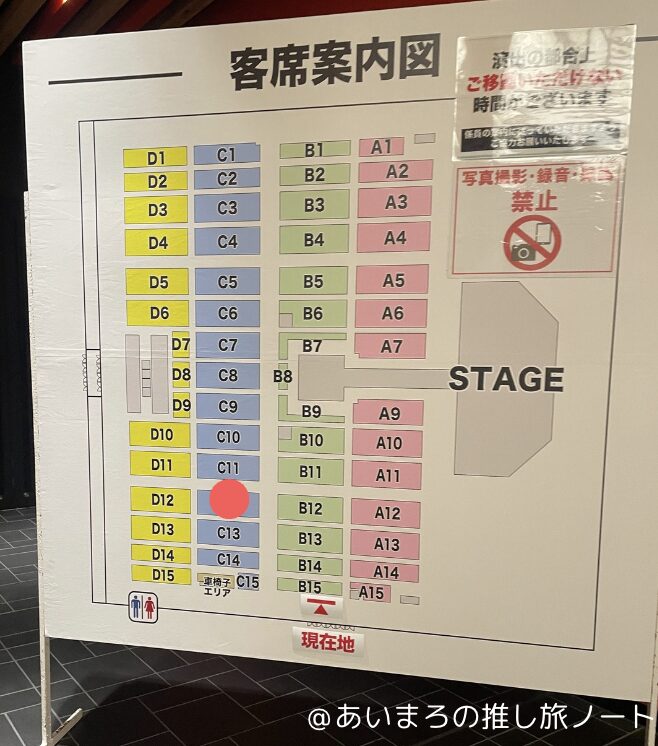 客席案内図
演出の都合上
ご移動いただけない
時間がございます
写真撮影・録音・
禁止
D1 C1 B1 A1
D2 C2 B2 A2
D3 C3 B3 A3
D4 C4 B4 A4
D5 C5 B5 A5
D6 C6 B6 A6
D7 C7 B7 A7
D8 C8 B8 STAGE
D9 C9 B9 A9
D10 C10 B10 A10
D11 C11 B11 A11
D12 B12 A12
D13 C13 B13 A13
D14 C14 B14 A14
D15 車椅子 C15 B15 A15
エリア
現在地
@あいまろの推し旅ノート